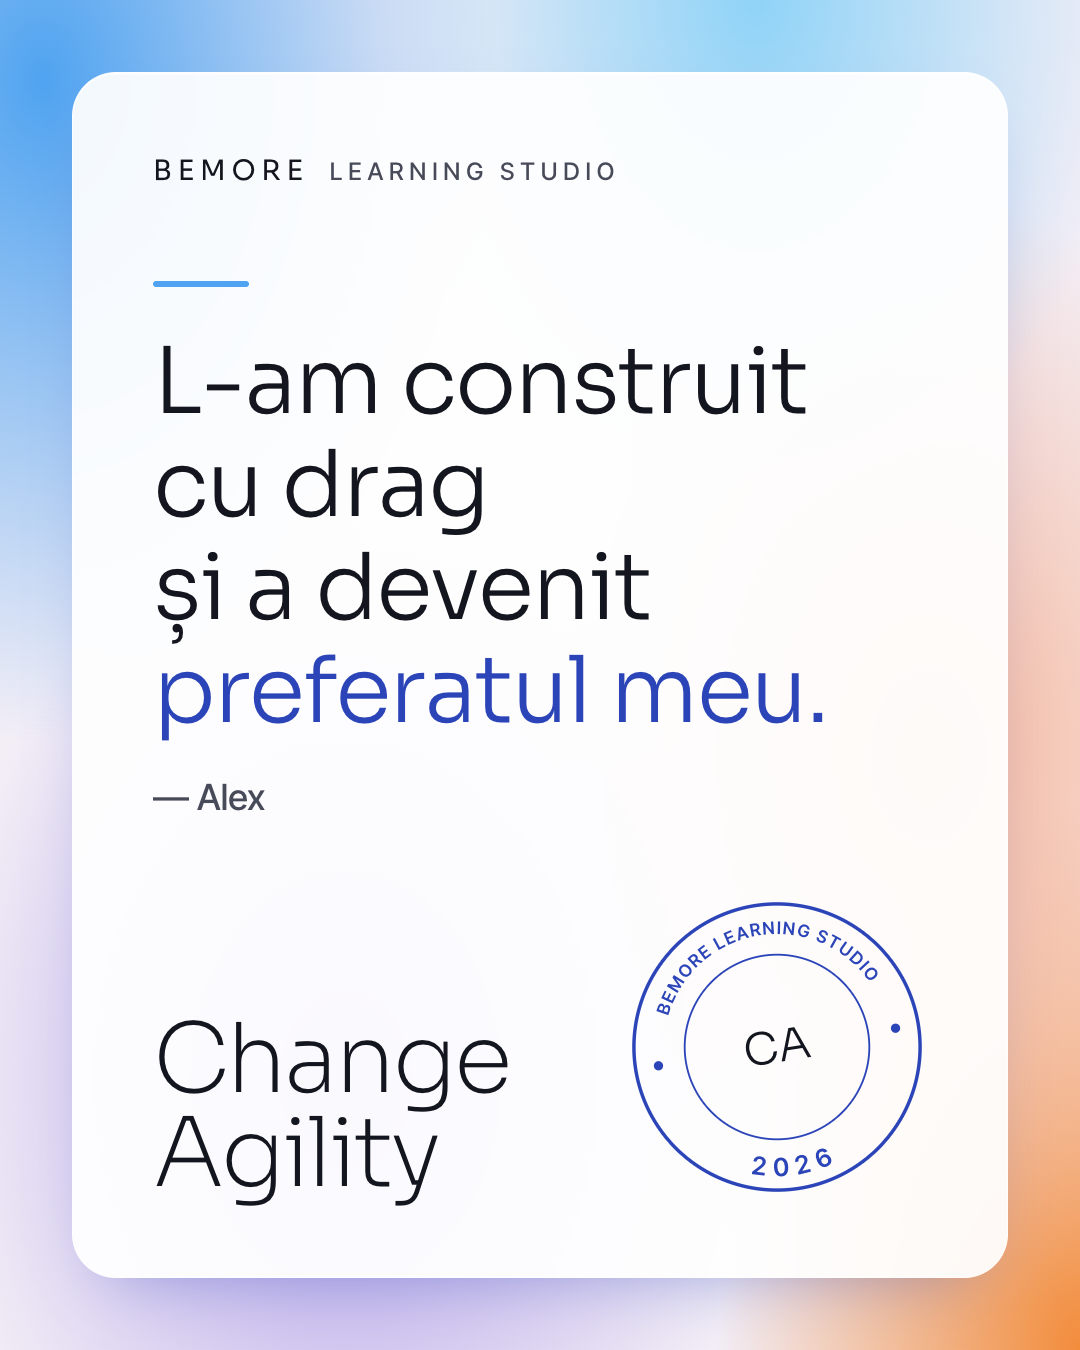 BEMORE LEARNING STUDIO
L-am construit
cu drag
și a devenit
preferatul meu.
— Alex
Change
Agility
BEMORE LEARNING STUDIO
CA
2026